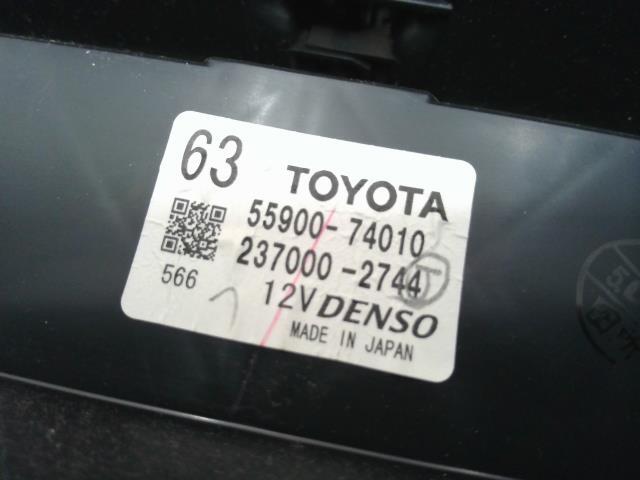 63
TOYOTA
55900-74010
237000-2744
566
12V DENSO
MADE IN JAPAN